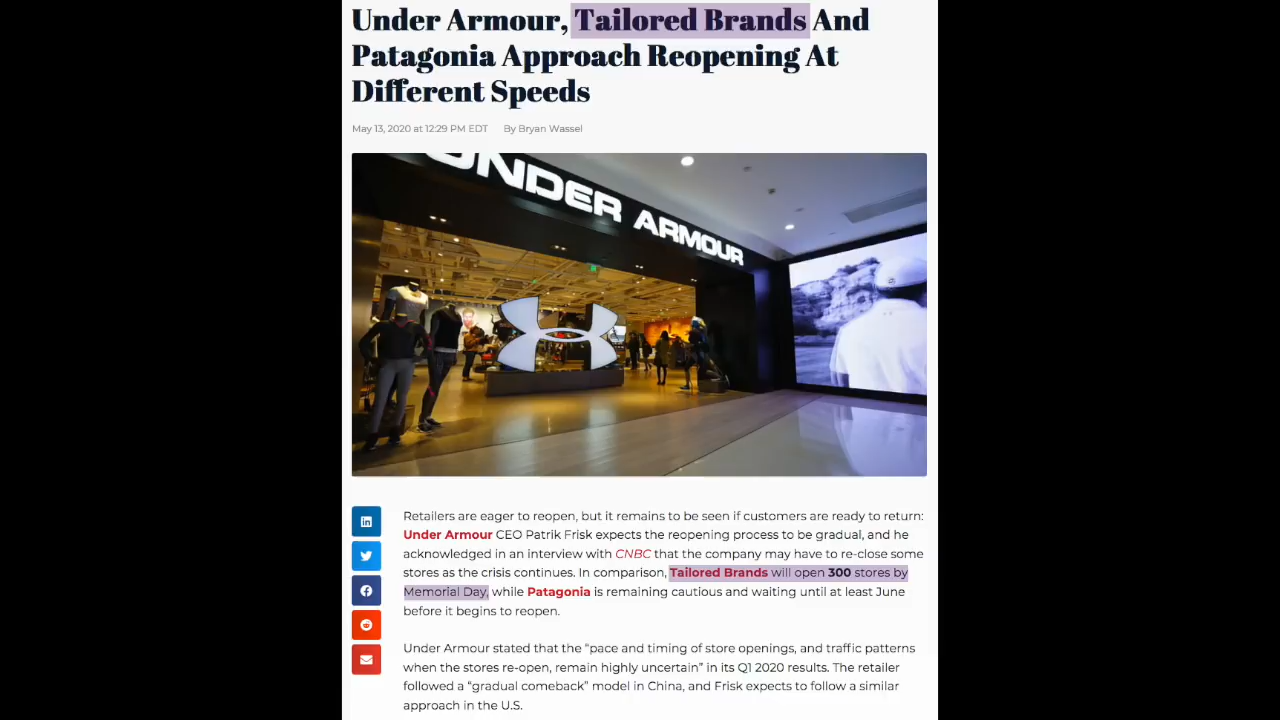 Under Armour, Tailored Brands And
Patagonia Approach Reopening At
Different Speeds
May 13, 2020 at 12:29 PM EDT By Bryan Wassel
UNDER ARMOUR
Retailers are eager to reopen, but it remains to be seen if customers are ready to return:
Under Armour CEO Patrik Frisk expects the reopening process to be gradual, and he
acknowledged in an interview with CNBC that the company may have to re-close some
stores as the crisis continues. In comparison, Tailored Brands will open 300 stores by
Memorial Day, while Patagonia is remaining cautious and waiting until at least June
before it begins to reopen.
Under Armour stated that the “pace and timing of store openings, and traffic patterns
when the stores re-open, remain highly uncertain” in its Q1 2020 results. The retailer
followed a “gradual comeback” model in China, and Frisk expects to follow a similar
approach in the U.S.